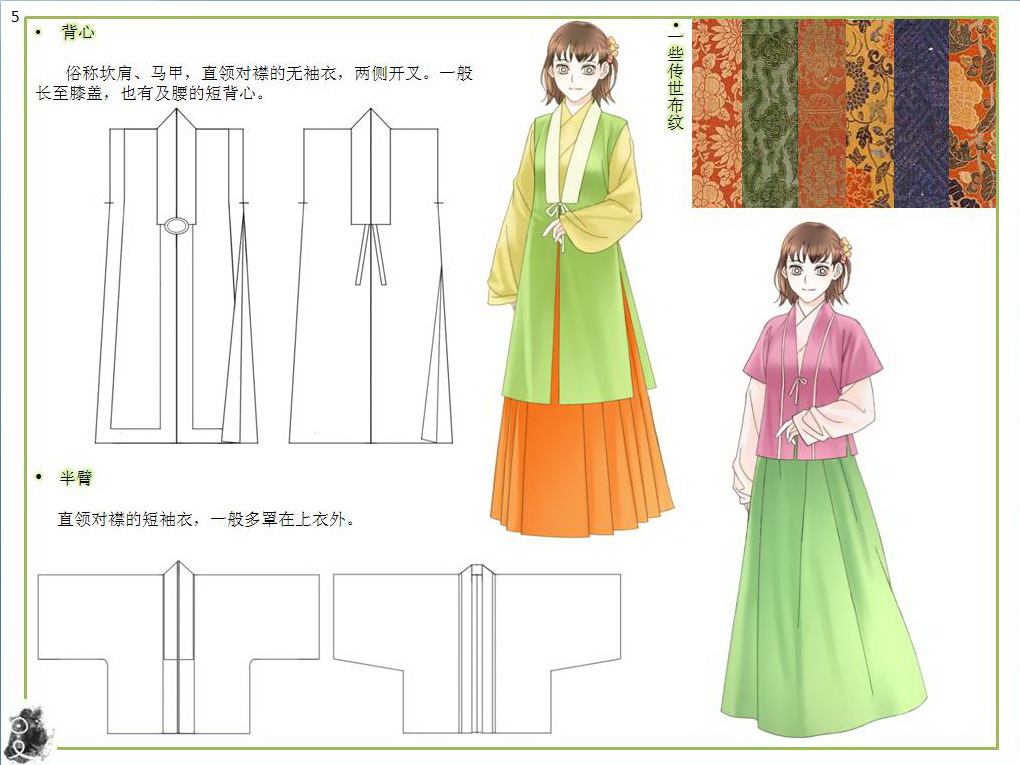 5
• 背心
俗称坎肩、马甲，直领对襟的无袖衣，两侧开叉。一般
长至膝盖，也有及腰的短背心。
• 一些传世布纹
• 半臂
直领对襟的短袖衣，一般多罩在上衣外。